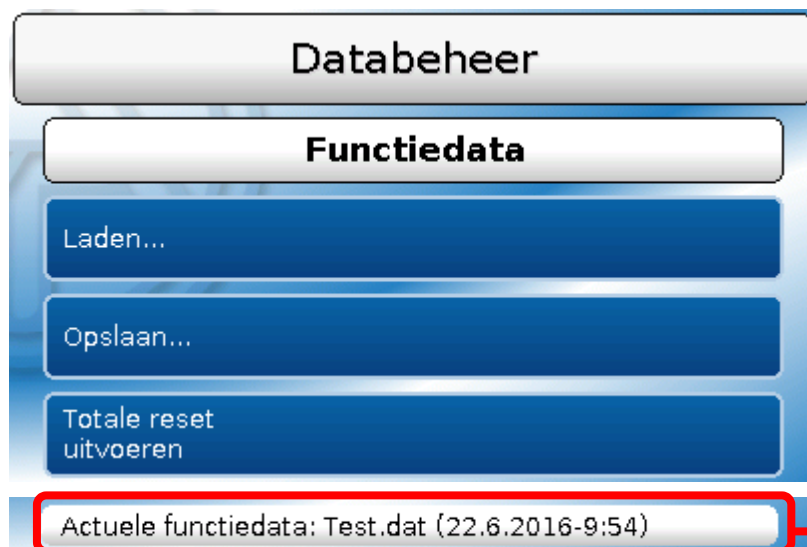 Databeheer
Functiedata
Laden...
Opslaan...
Totale reset
uitvoeren
Actuele functiedata: Test.dat (22.6.2016-9:54)